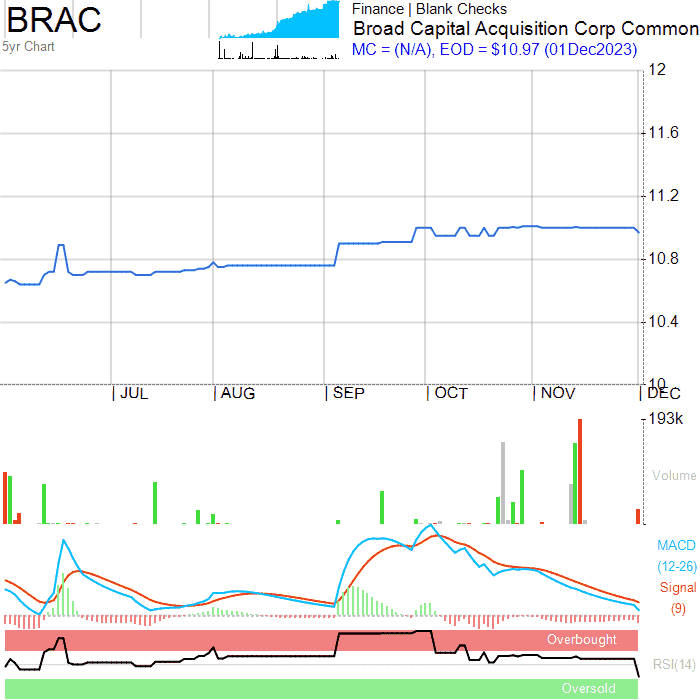 BRAC
5yr Chart
Finance | Blank Checks
Broad Capital Acquisition Corp Common
MC = (N/A), EOD = $10.97 (01Dec2023)
12
11.6
11.2
10.8
10.4
10
JUL
AUG
SEP
OCT
NOV
DEC
193k
Volume
MACD
(12-26)
Signal
(9)
Overbought
RSI(14)
Oversold